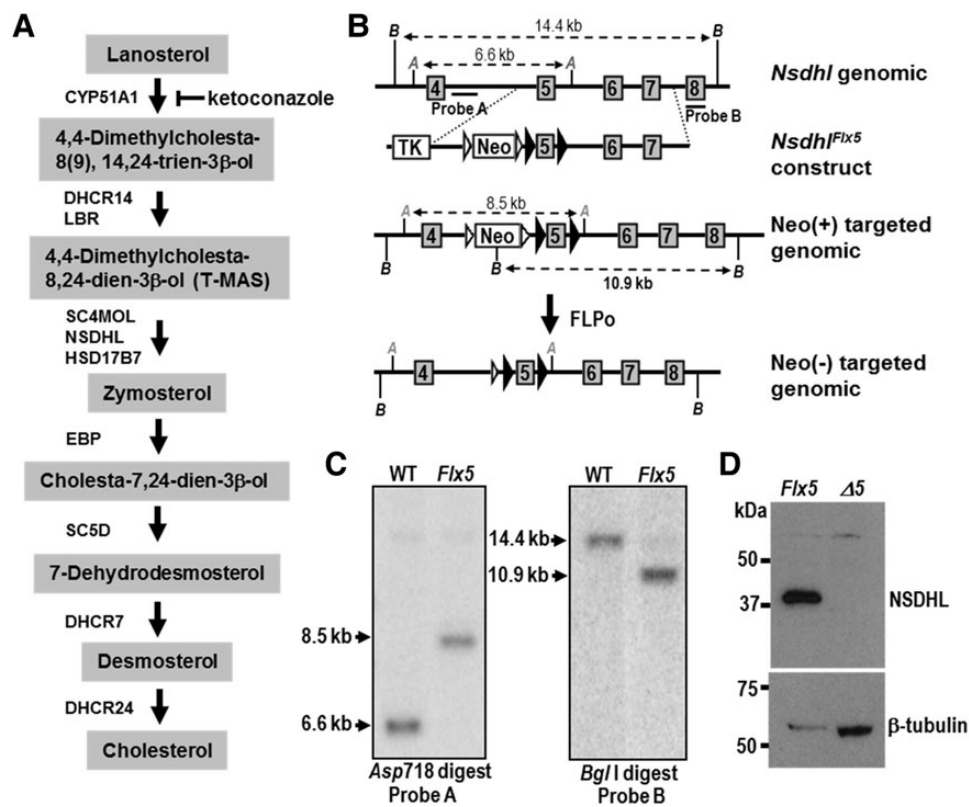 A
Lanosterol
CYP51A1
ketoconazole
4,4-Dimethylcholesta-
8(9), 14,24-trien-3β-ol
DHCR14
LBR
4,4-Dimethylcholesta-
8,24-dien-3β-ol (T-MAS)
SC4MOL
NSDHL
HSD17B7
Zymosterol
EBP
Cholesta-7,24-dien-3β-ol
SC5D
7-Dehydrodesmosterol
DHCR7
Desmosterol
DHCR24
Cholesterol
B
B 14.4 kb B
A 6.6 kb A
4 5 6 7 8
Probe A Probe B
Nsdhl genomic
TK Neo 5 6 7
NsdhlFlx5
construct
A 8.5 kb A
4 Neo 5 6 7 8
B B B
10.9 kb
Neo(+) targeted
genomic
FLPo
A A
4 5 6 7 8
B B
Neo(-) targeted
genomic
C
WT Flx5
8.5 kb
6.6 kb
Asp718 digest
Probe A
WT Flx5
14.4 kb
10.9 kb
Bgl I digest
Probe B
D
Flx5 Δ5
kDa
50
37
NSDHL
75
50
β-tubulin